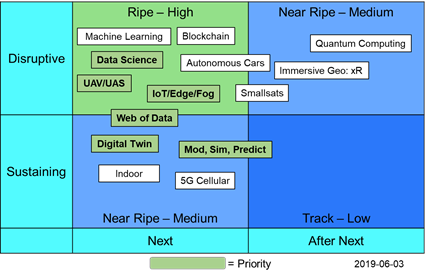 Ripe – High
Near Ripe – Medium
Machine Learning
Blockchain
Quantum Computing
Disruptive
Data Science
Autonomous Cars
Immersive Geo: xR
UAV/UAS
IoT/Edge/Fog
Smallsats
Web of Data
Digital Twin
Mod, Sim, Predict
Sustaining
Indoor
5G Cellular
Near Ripe – Medium
Track – Low
Next
After Next
= Priority
2019-06-03